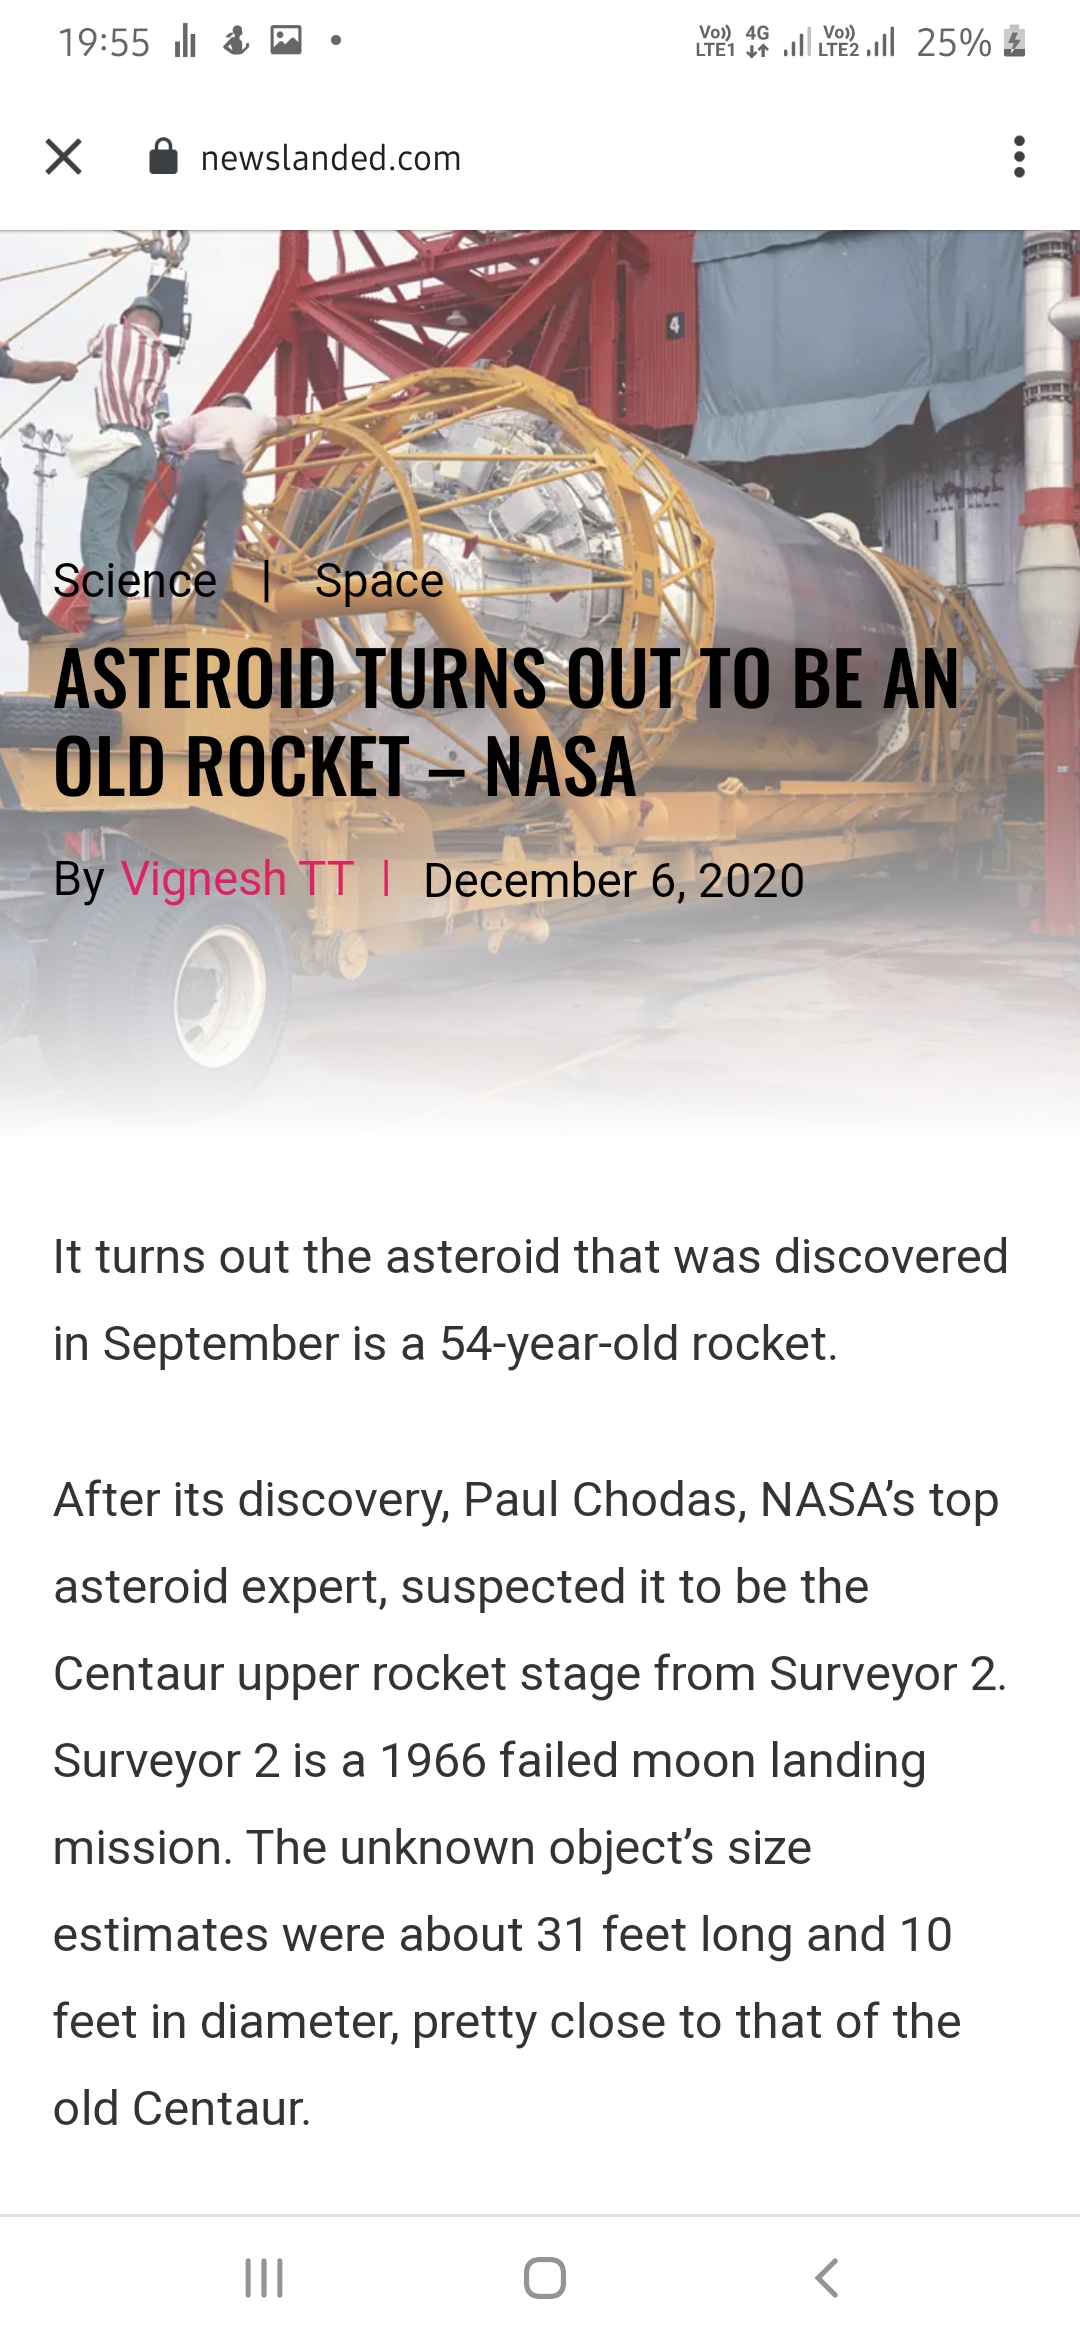 19:55
Vo)) LTE1 4G Vo)) LTE2 25%
newslanded.com
4
Science | Space
ASTEROID TURNS OUT TO BE AN
OLD ROCKET – NASA
By Vignesh TT | December 6, 2020
It turns out the asteroid that was discovered
in September is a 54-year-old rocket.
After its discovery, Paul Chodas, NASA’s top
asteroid expert, suspected it to be the
Centaur upper rocket stage from Surveyor 2.
Surveyor 2 is a 1966 failed moon landing
mission. The unknown object’s size
estimates were about 31 feet long and 10
feet in diameter, pretty close to that of the
old Centaur.